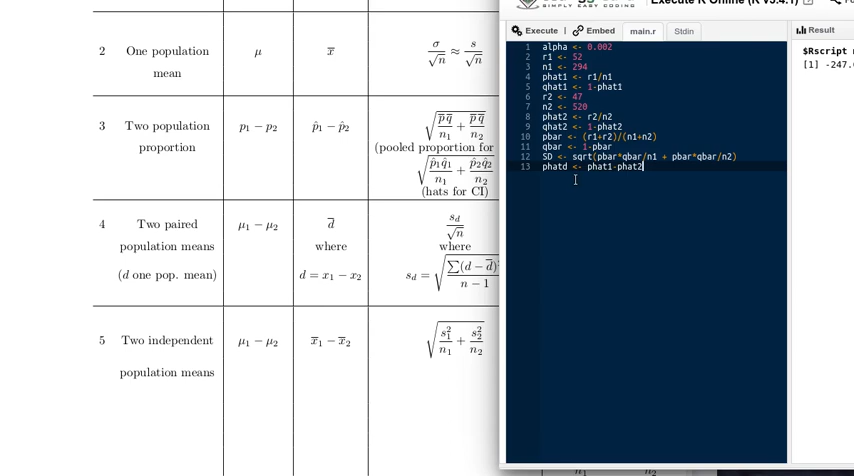 2 One population mean μ x̄ σ/√n ≈ s/√n
3 Two population proportion p₁ − p₂ p̂₁ − p̂₂ √(p̄ q̄/n₁ + p̄ q̄/n₂)
(pooled proportion for
√(p̂₁q̂₁/n₁ + p̂₂q̂₂/n₂)
(hats for CI)
4 Two paired population means (d one pop. mean) μ₁ − μ₂ d̄ where d = x₁ − x₂ s_d/√n
where
s_d = √(∑(d − d̄)²/(n − 1))
5 Two independent population means μ₁ − μ₂ x̄₁ − x̄₂ √(s₁²/n₁ + s₂²/n₂)
SIMPLY EASY CODING
Execute R Online (R v3.4.1)
Execute | Embed main.r Stdin
1 alpha <- 0.002
2 r1 <- 52
3 n1 <- 294
4 phat1 <- r1/n1
5 qhat1 <- 1-phat1
6 r2 <- 47
7 n2 <- 520
8 phat2 <- r2/n2
9 qhat2 <- 1-phat2
10 pbar <- (r1+r2)/(n1+n2)
11 qbar <- 1-pbar
12 SD <- sqrt(pbar*qbar/n1 + pbar*qbar/n2)
13 phatd <- phat1-phat2
Result
$Rscript
[1] -247.